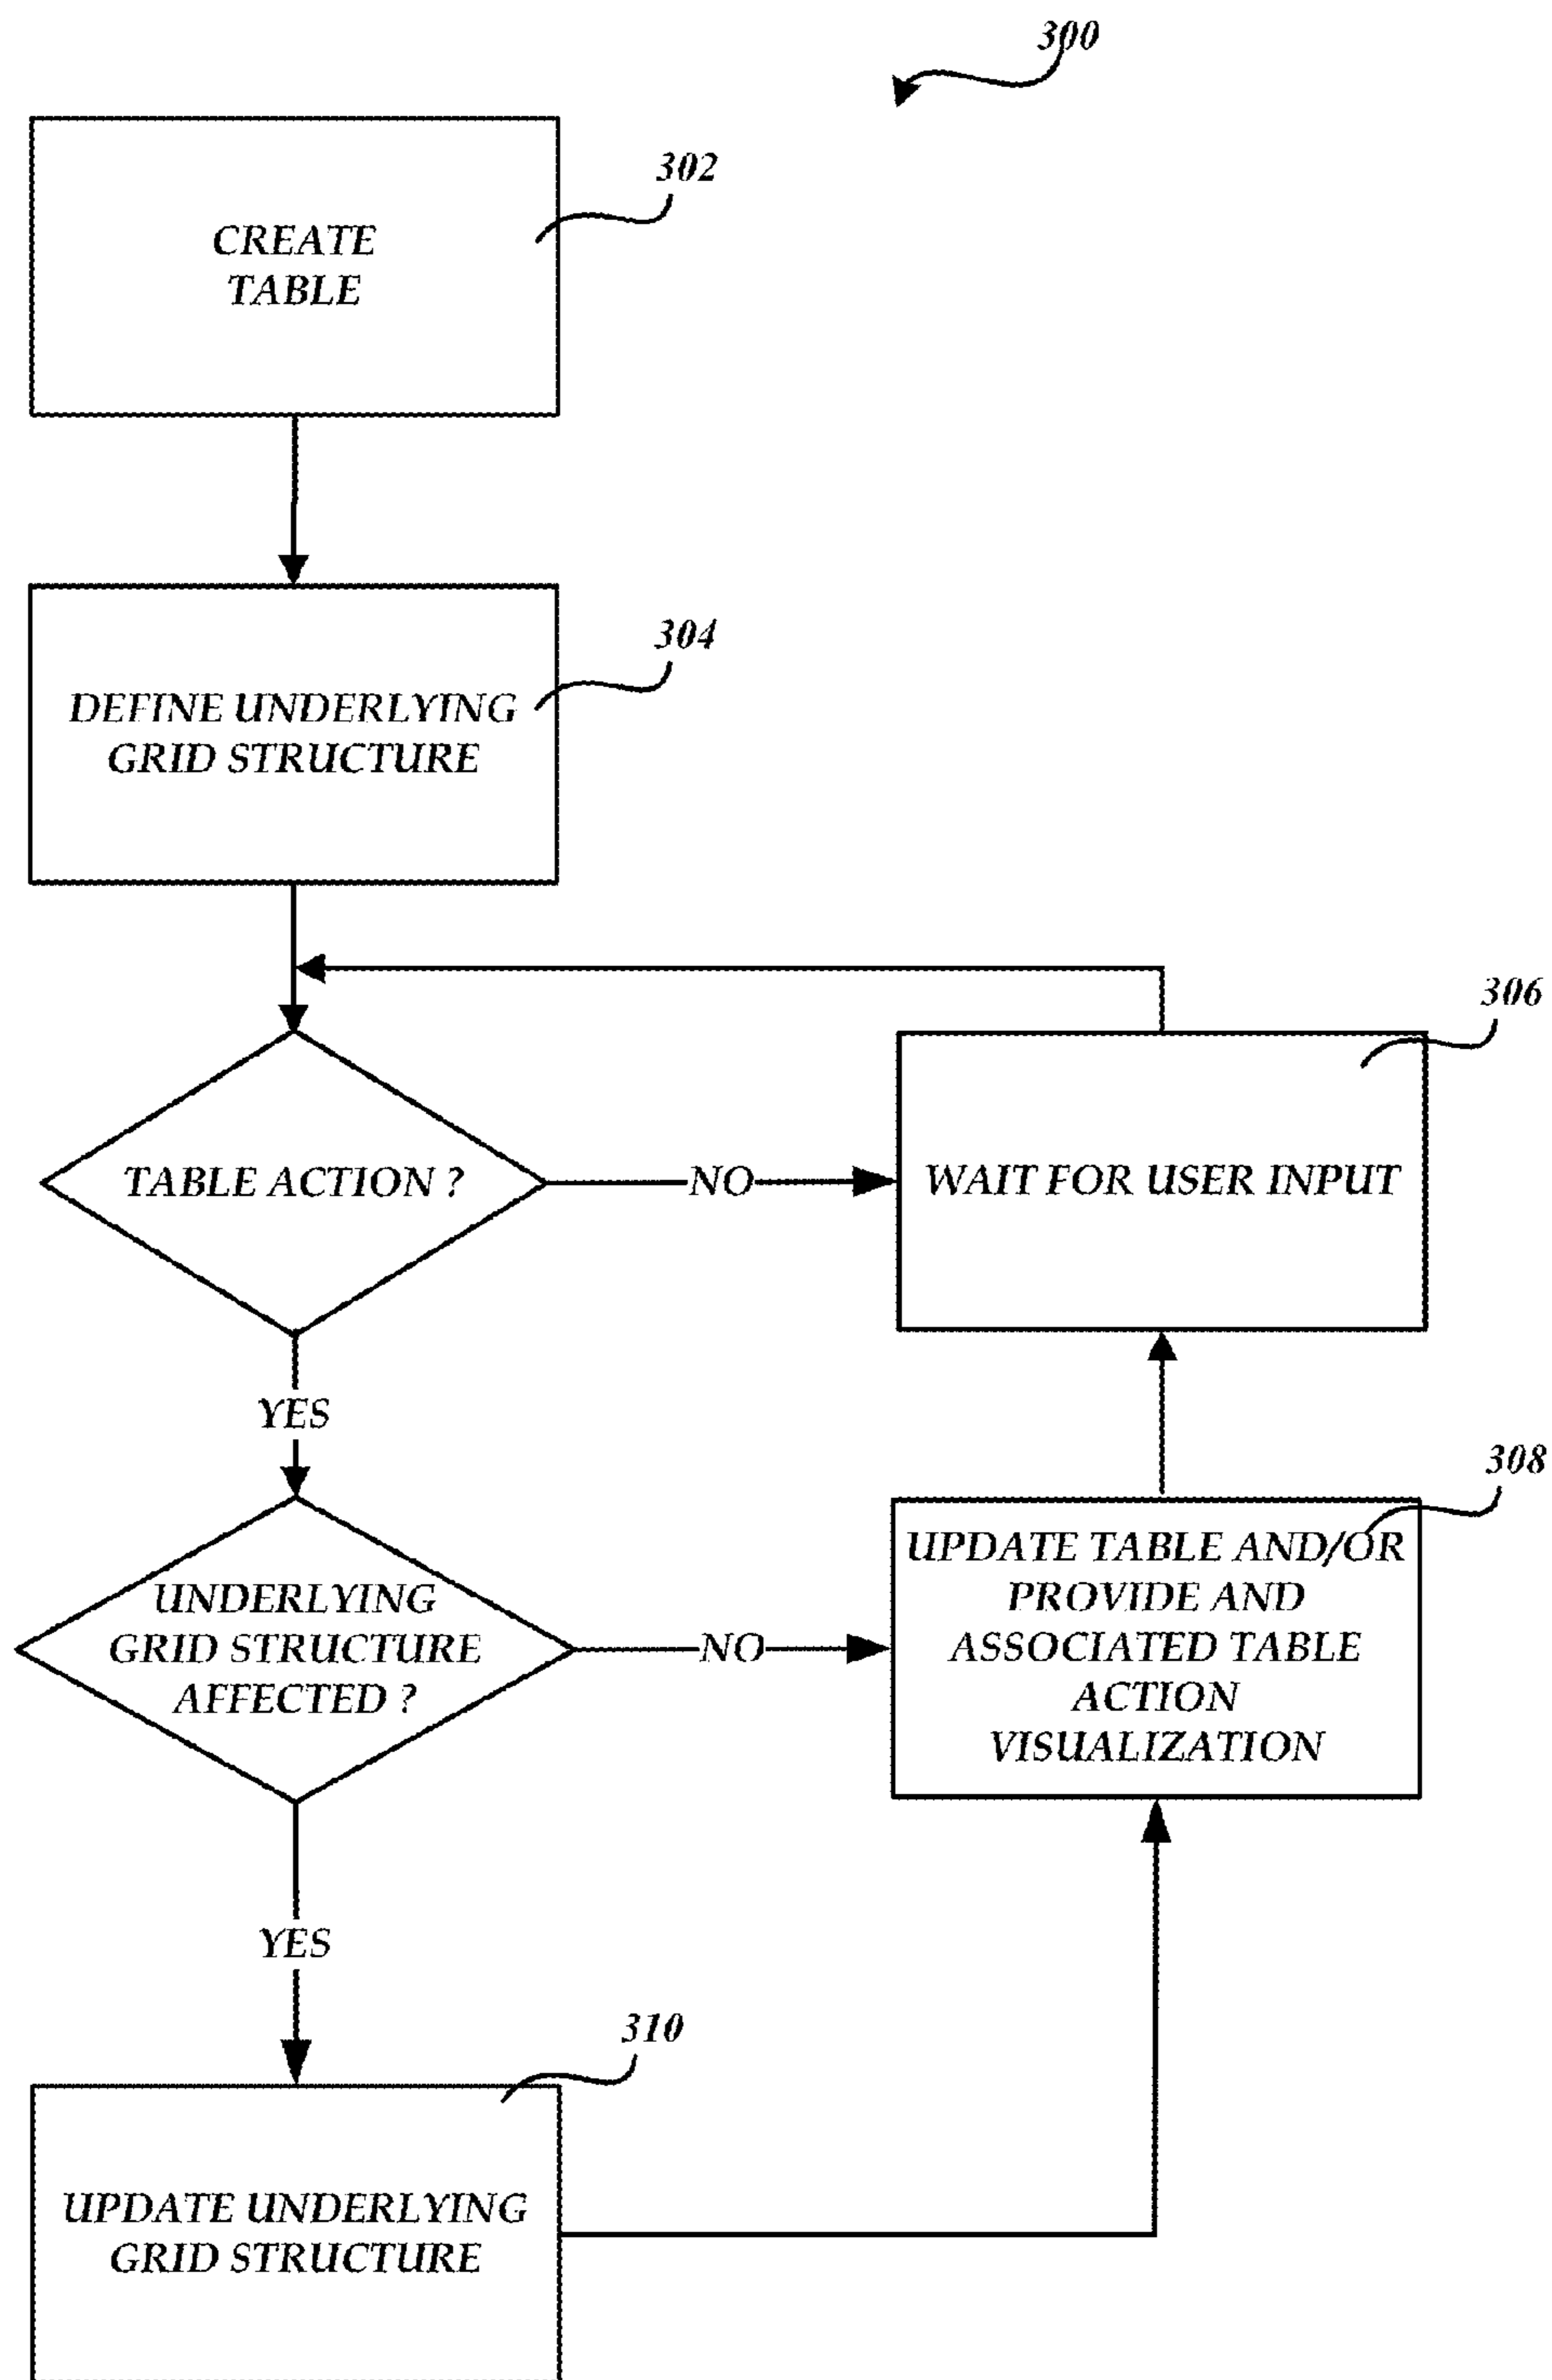 300
302
CREATE
TABLE
304
DEFINE UNDERLYING
GRID STRUCTURE
306
TABLE ACTION ?
NO
WAIT FOR USER INPUT
YES
308
UNDERLYING
GRID STRUCTURE
AFFECTED ?
NO
UPDATE TABLE AND/OR
PROVIDE AND
ASSOCIATED TABLE
ACTION
VISUALIZATION
YES
310
UPDATE UNDERLYING
GRID STRUCTURE